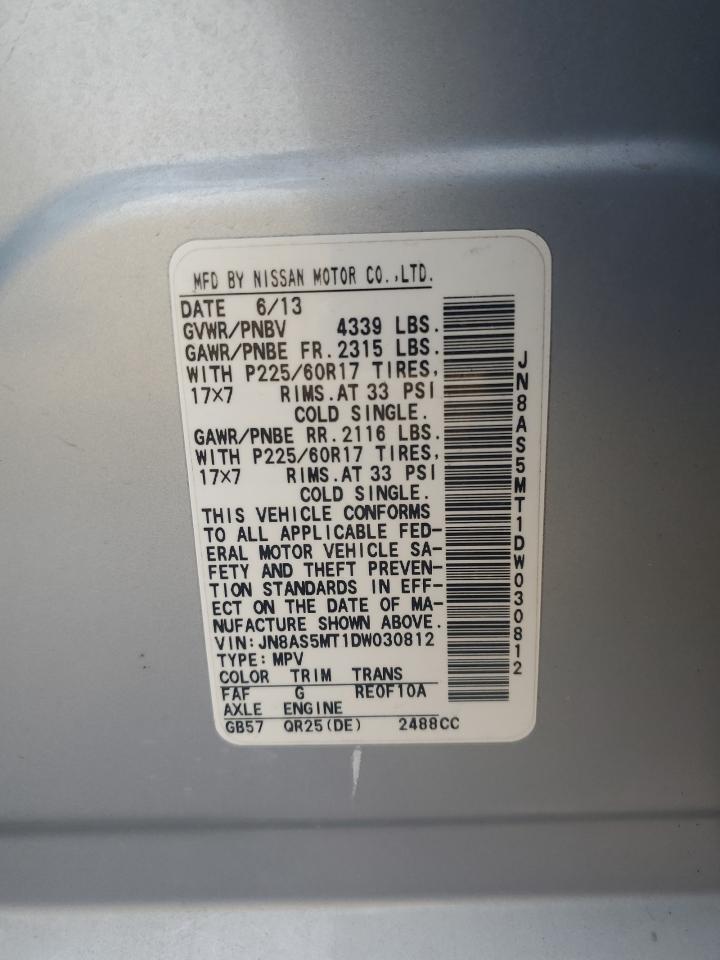 MFD BY NISSAN MOTOR CO.,LTD.
DATE 6/13
GVWR/PNBV 4339 LBS.
GAWR/PNBE FR. 2315 LBS.
WITH P225/60R17 TIRES,
17×7 RIMS.AT 33 PSI
COLD SINGLE.
GAWR/PNBE RR. 2116 LBS.
WITH P225/60R17 TIRES,
17×7 RIMS.AT 33 PSI
COLD SINGLE.
THIS VEHICLE CONFORMS
TO ALL APPLICABLE FED-
ERAL MOTOR VEHICLE SA-
FETY AND THEFT PREVEN-
TION STANDARDS IN EFF-
ECT ON THE DATE OF MA-
NUFACTURE SHOWN ABOVE.
VIN:JN8AS5MT1DW030812
TYPE:MPV
COLOR TRIM TRANS
FAF G RE0F10A
AXLE ENGINE
GB57 QR25(DE) 2488CC
JN8AS5MT1DW030812